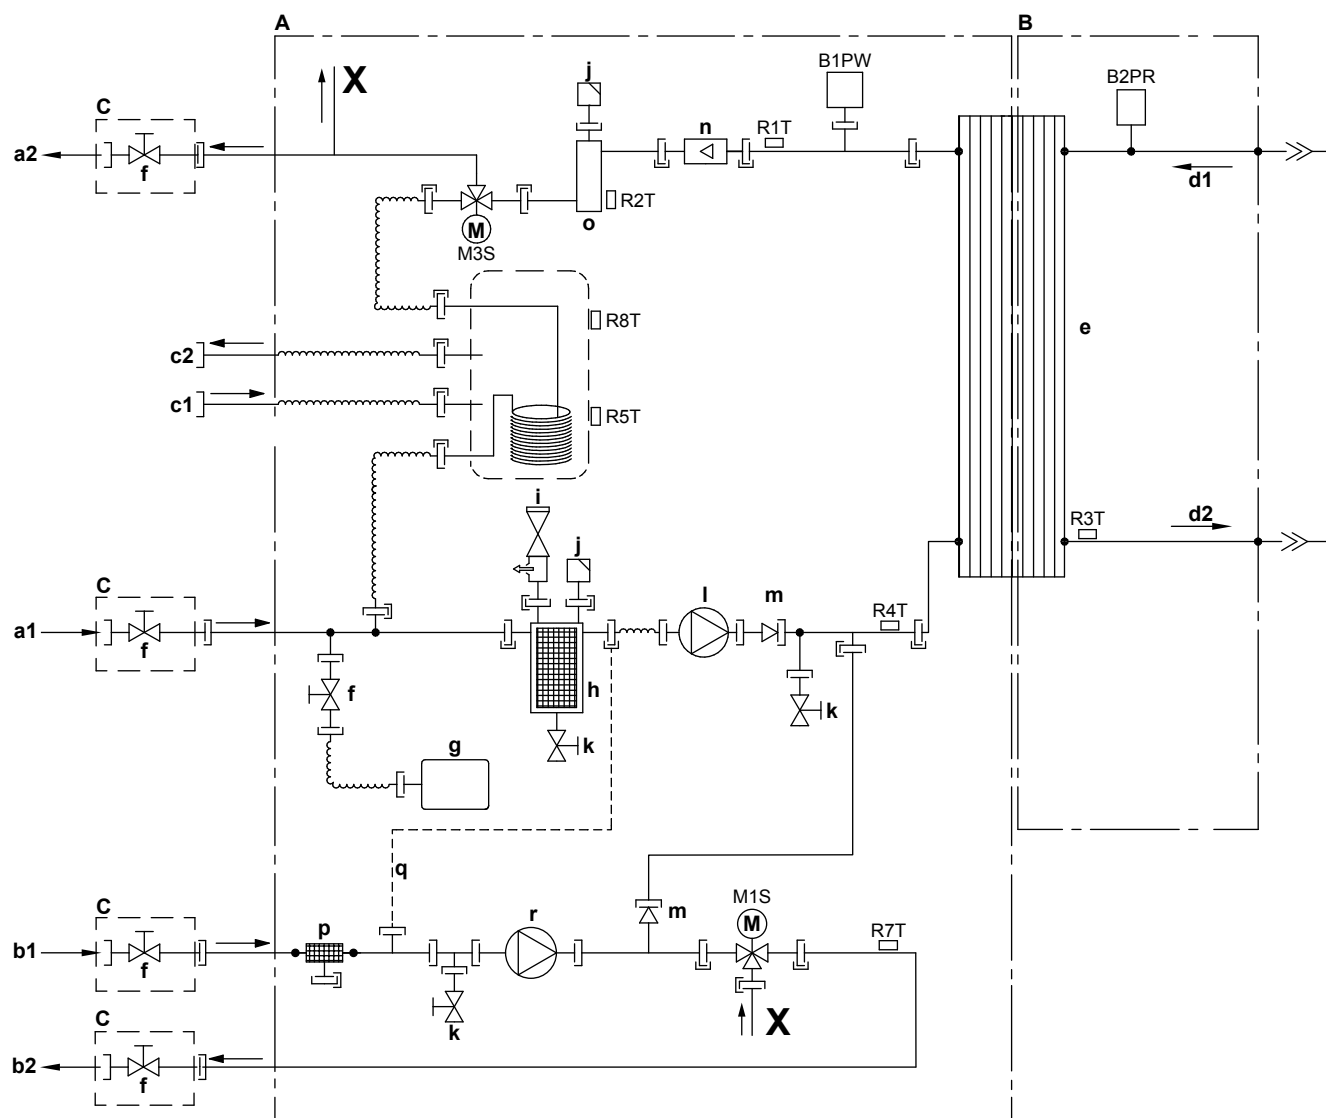 A
B
X
j
B1PW
B2PR
C
n
R1T
a2
f
d1
R2T
o
M
M3S
R8T
c2
e
c1
R5T
i
d2
R3T
j
C
l
m
R4T
a1
f
f
h
k
k
g
q
M1S
C
p
r
m
M
R7T
b1
f
X
k
C
b2
f